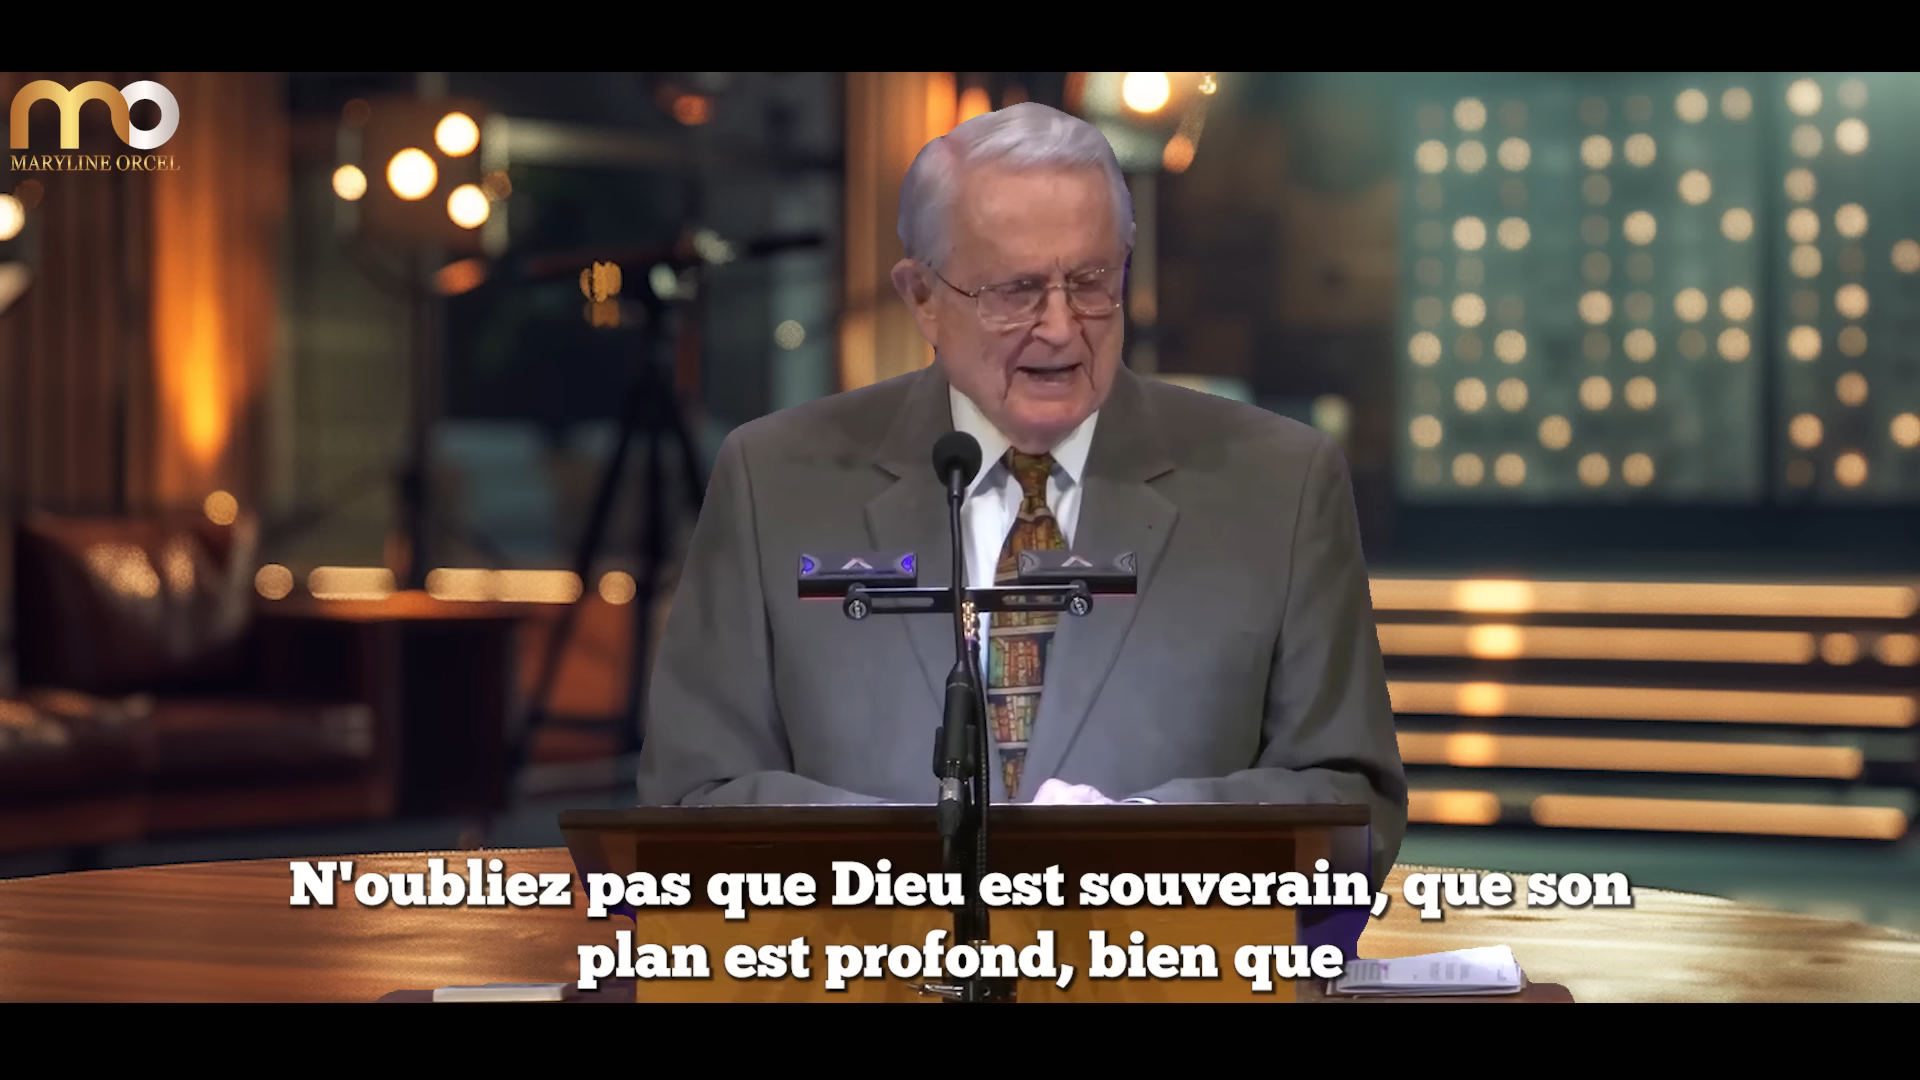 MARYLINE ORCEL
N'oubliez pas que Dieu est souverain, que son
plan est profond, bien que